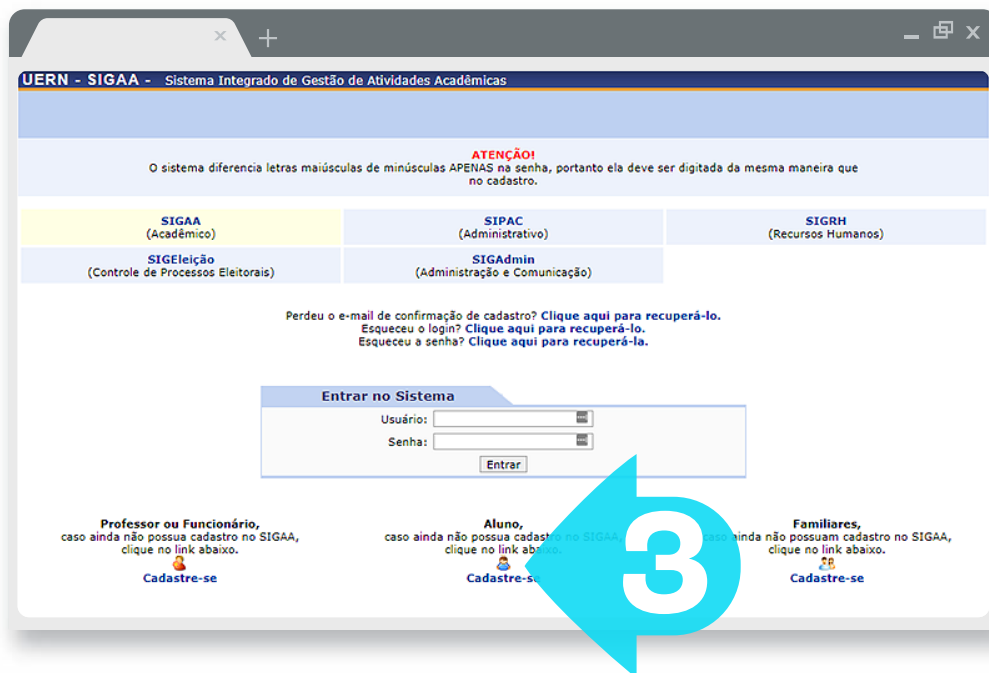 UERN - SIGAA - Sistema Integrado de Gestão de Atividades Acadêmicas
ATENÇÃO!
O sistema diferencia letras maiúsculas de minúsculas APENAS na senha, portanto ela deve ser digitada da mesma maneira que
no cadastro.
SIGAA
(Acadêmico)
SIPAC
(Administrativo)
SIGRH
(Recursos Humanos)
SIGEleição
(Controle de Processos Eleitorais)
SIGAdmin
(Administração e Comunicação)
Perdeu o e-mail de confirmação de cadastro? Clique aqui para recuperá-lo.
Esqueceu o login? Clique aqui para recuperá-lo.
Esqueceu a senha? Clique aqui para recuperá-la.
Entrar no Sistema
Usuário:
Senha:
Entrar
Professor ou Funcionário,
caso ainda não possua cadastro no SIGAA,
clique no link abaixo.
Cadastre-se
Aluno,
caso ainda não possua cadastro no SIGAA,
clique no link abaixo.
Cadastre-se
3
Familiares,
caso ainda não possuam cadastro no SIGAA,
clique no link abaixo.
Cadastre-se